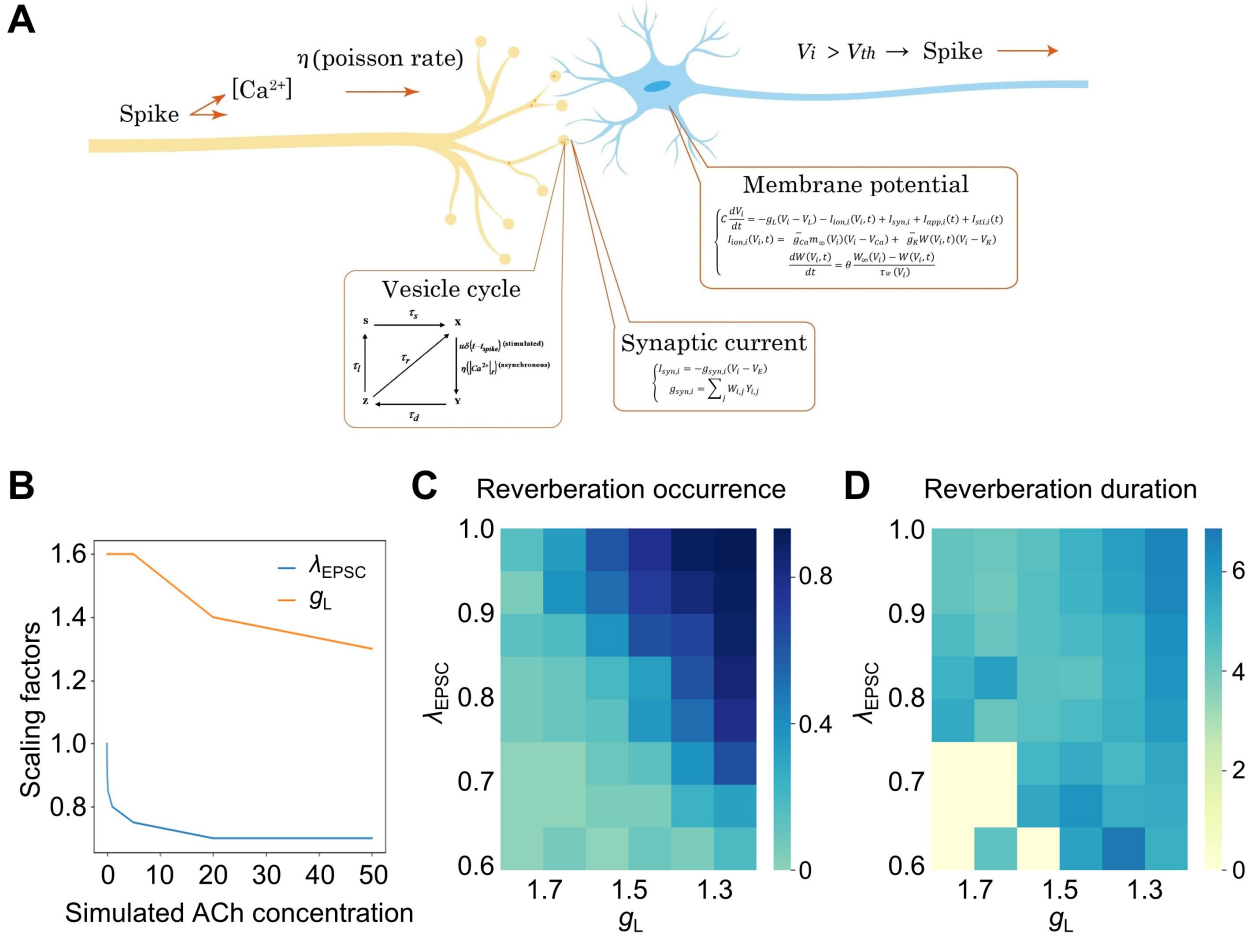 A
η (poisson rate)
Spike
[Ca²⁺]
Vi > Vth → Spike
Membrane potential
C dVi/dt = −gL(Vi − VL) − Iion,i(Vi, t) + Isyn,i + Iapp,i(t) + Isti,i(t)
Iion,i(Vi, t) = ḡCa m∞(Vi)(Vi − VCa) + ḡK W(Vi, t)(Vi − VK)
dW(Vi, t)/dt = θ W∞(Vi) − W(Vi, t)/τW(Vi)
Vesicle cycle
S τs X
τl τr uδ(t−tspike) (stimulated)
η([Ca²⁺]r) (asynchronous)
Z τd Y
Synaptic current
Isyn,i = −gsyn,i(Vi − VE)
gsyn,i = ∑j Wi,j Yi,j
B
Scaling factors
1.6
1.4
1.2
1.0
0.8
λEPSC
gL
0 10 20 30 40 50
Simulated ACh concentration
C
Reverberation occurrence
λEPSC
1.0
0.9
0.8
0.7
0.6
1.7 1.5 1.3
gL
0.8
0.4
0
D
Reverberation duration
λEPSC
1.0
0.9
0.8
0.7
0.6
1.7 1.5 1.3
gL
6
4
2
0